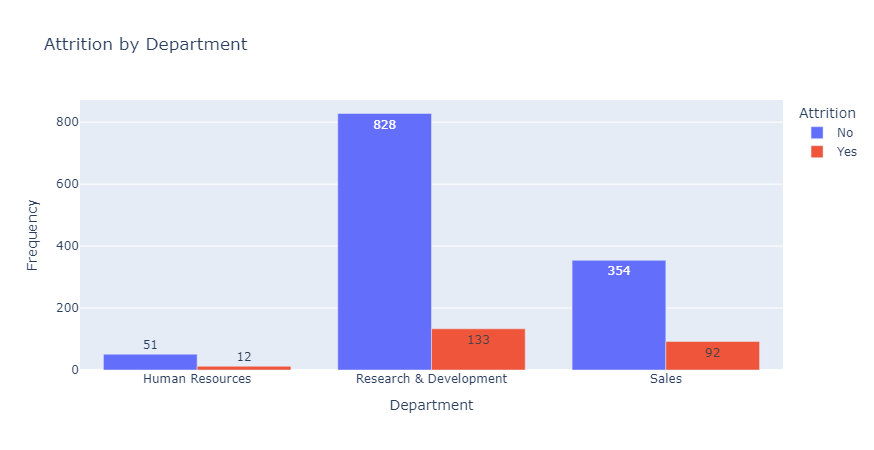 Attrition by Department
Attrition
No
Yes
Frequency
800
600
400
200
0
51
12
828
133
354
92
Human Resources
Research & Development
Sales
Department